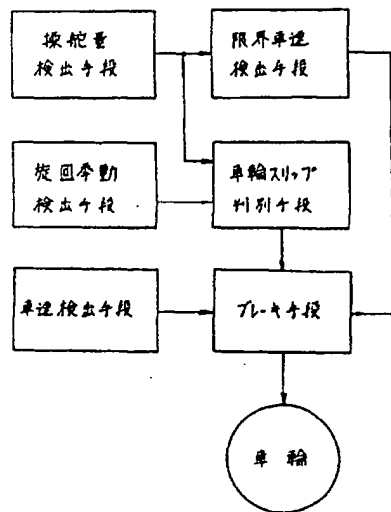 操舵量
検出手段
限界車速
検出手段
旋回挙動
検出手段
車輪スリップ
判別手段
車速検出手段
ブレーキ手段
車輪